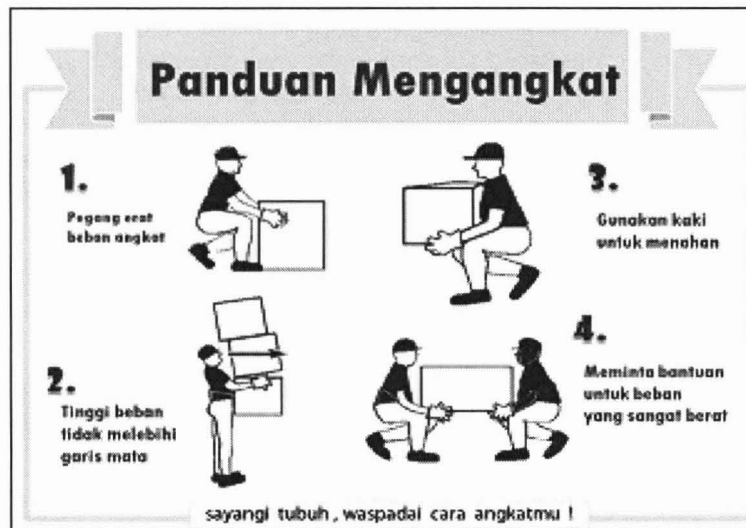 Panduan Mengangkat
1.
Pegang erat
beban angkat
2.
Tinggi beban
tidak melebihi
garis mata
3.
Gunakan kaki
untuk menahan
4.
Meminta bantuan
untuk beban
yang sangat berat
sayangi tubuh , waspadai cara angkatmu !